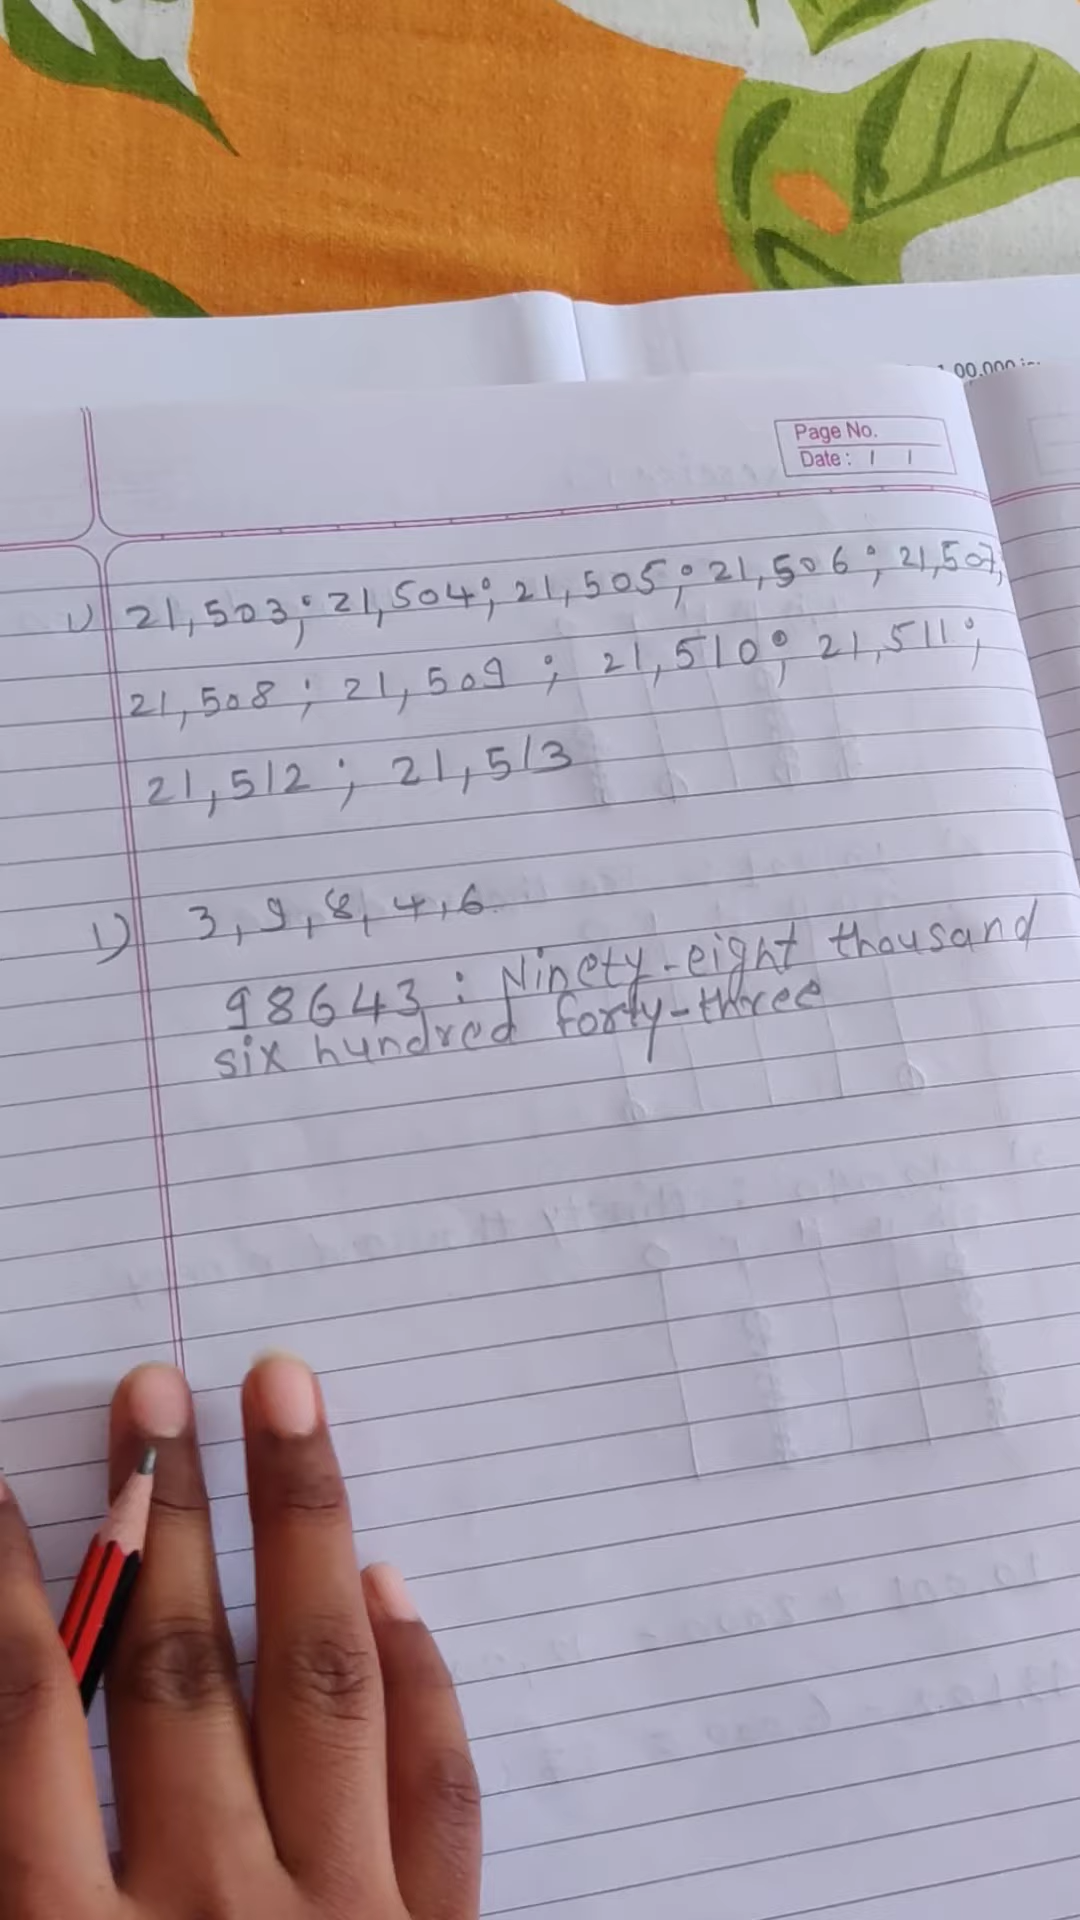 00,000
Page No.
Date : / /
1) 21,503; 21,504; 21,505; 21,506; 21,507;
21,508; 21,509; 21,510; 21,511;
21,512; 21,513
1) 3, 9, 8, 4, 6
98643 : Ninety-eight thousand
six hundred forty-three